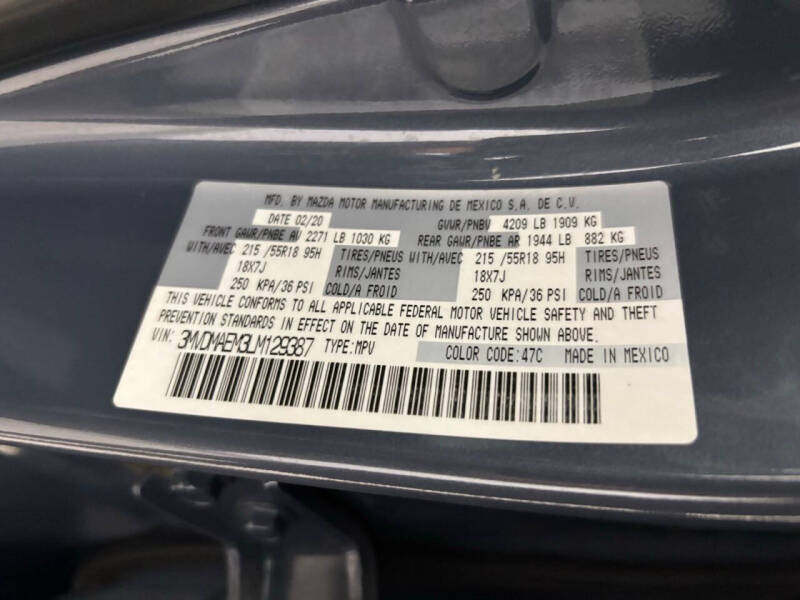 MFD. BY MAZDA MOTOR MANUFACTURING DE MEXICO S.A. DE C.V.
DATE 02/20 GVWR/PNBV 4209 LB 1909 KG
FRONT GAWR/PNBE AV 2271 LB 1030 KG REAR GAWR/PNBE AR 1944 LB 882 KG
WITH/AVEC 215 /55R18 95H TIRES/PNEUS WITH/AVEC 215 /55R18 95H TIRES/PNEUS
18X7J RIMS/JANTES 18X7J RIMS/JANTES
250 KPA/36 PSI COLD/A FROID 250 KPA/36 PSI COLD/A FROID
THIS VEHICLE CONFORMS TO ALL APPLICABLE FEDERAL MOTOR VEHICLE SAFETY AND THEFT
PREVENTION STANDARDS IN EFFECT ON THE DATE OF MANUFACTURE SHOWN ABOVE.
VIN: 3MVDMAEM3LM129387 TYPE:MPV COLOR CODE:47C MADE IN MEXICO